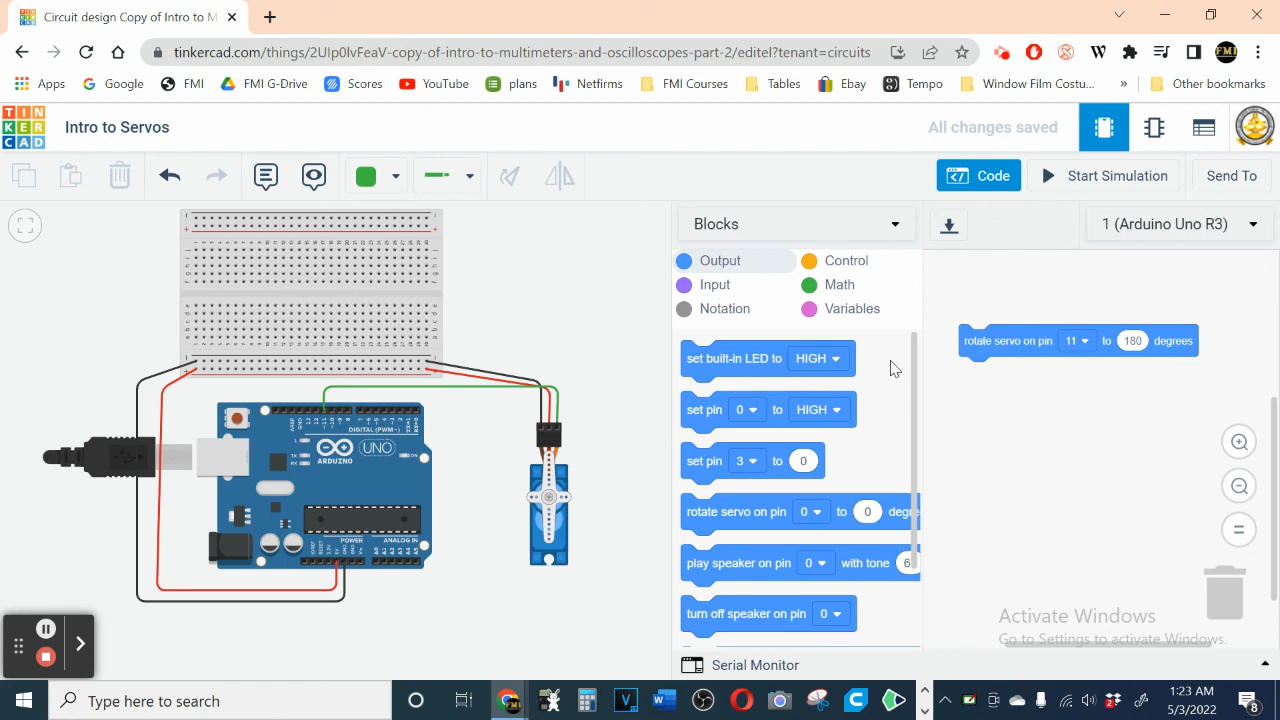 Circuit design Copy of Intro to M
tinkercad.com/things/2Ulp0lvFeaV-copy-of-intro-to-multimeters-and-oscilloscopes-part-2/editel?tenant=circuits
Apps Google FMI FMI G-Drive Scores YouTube plans Netfirms FMI Courses Tables Ebay Tempo Window Film Costu... » Other bookmarks
TINKERCAD
Intro to Servos
All changes saved
Code
Start Simulation
Send To
Blocks
1 (Arduino Uno R3)
Output
Control
Input
Math
Notation
Variables
set built-in LED to HIGH
set pin 0 to HIGH
set pin 3 to 0
rotate servo on pin 0 to 0 degre
play speaker on pin 0 with tone 6
turn off speaker on pin 0
rotate servo on pin 11 to 180 degrees
DIGITAL (PWM~)
UNO
ARDUINO
POWER
ANALOG IN
Activate Windows
Go to Settings to activate Windows.
Serial Monitor
Type here to search
1:23 AM
5/3/2022
8